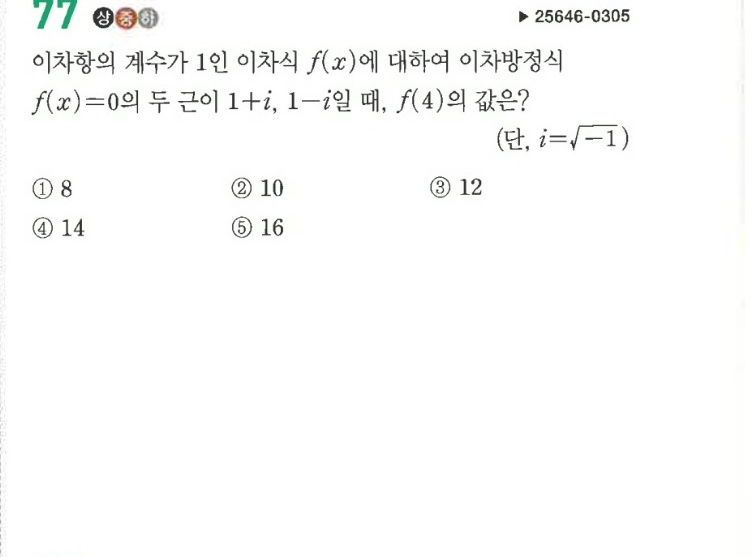 77 상 중 하 ▶ 25646-0305
이차항의 계수가 1인 이차식 f(x)에 대하여 이차방정식
f(x)=0의 두 근이 1+i, 1-i일 때, f(4)의 값은?
(단, i=√-1)
① 8 ② 10 ③ 12
④ 14 ⑤ 16